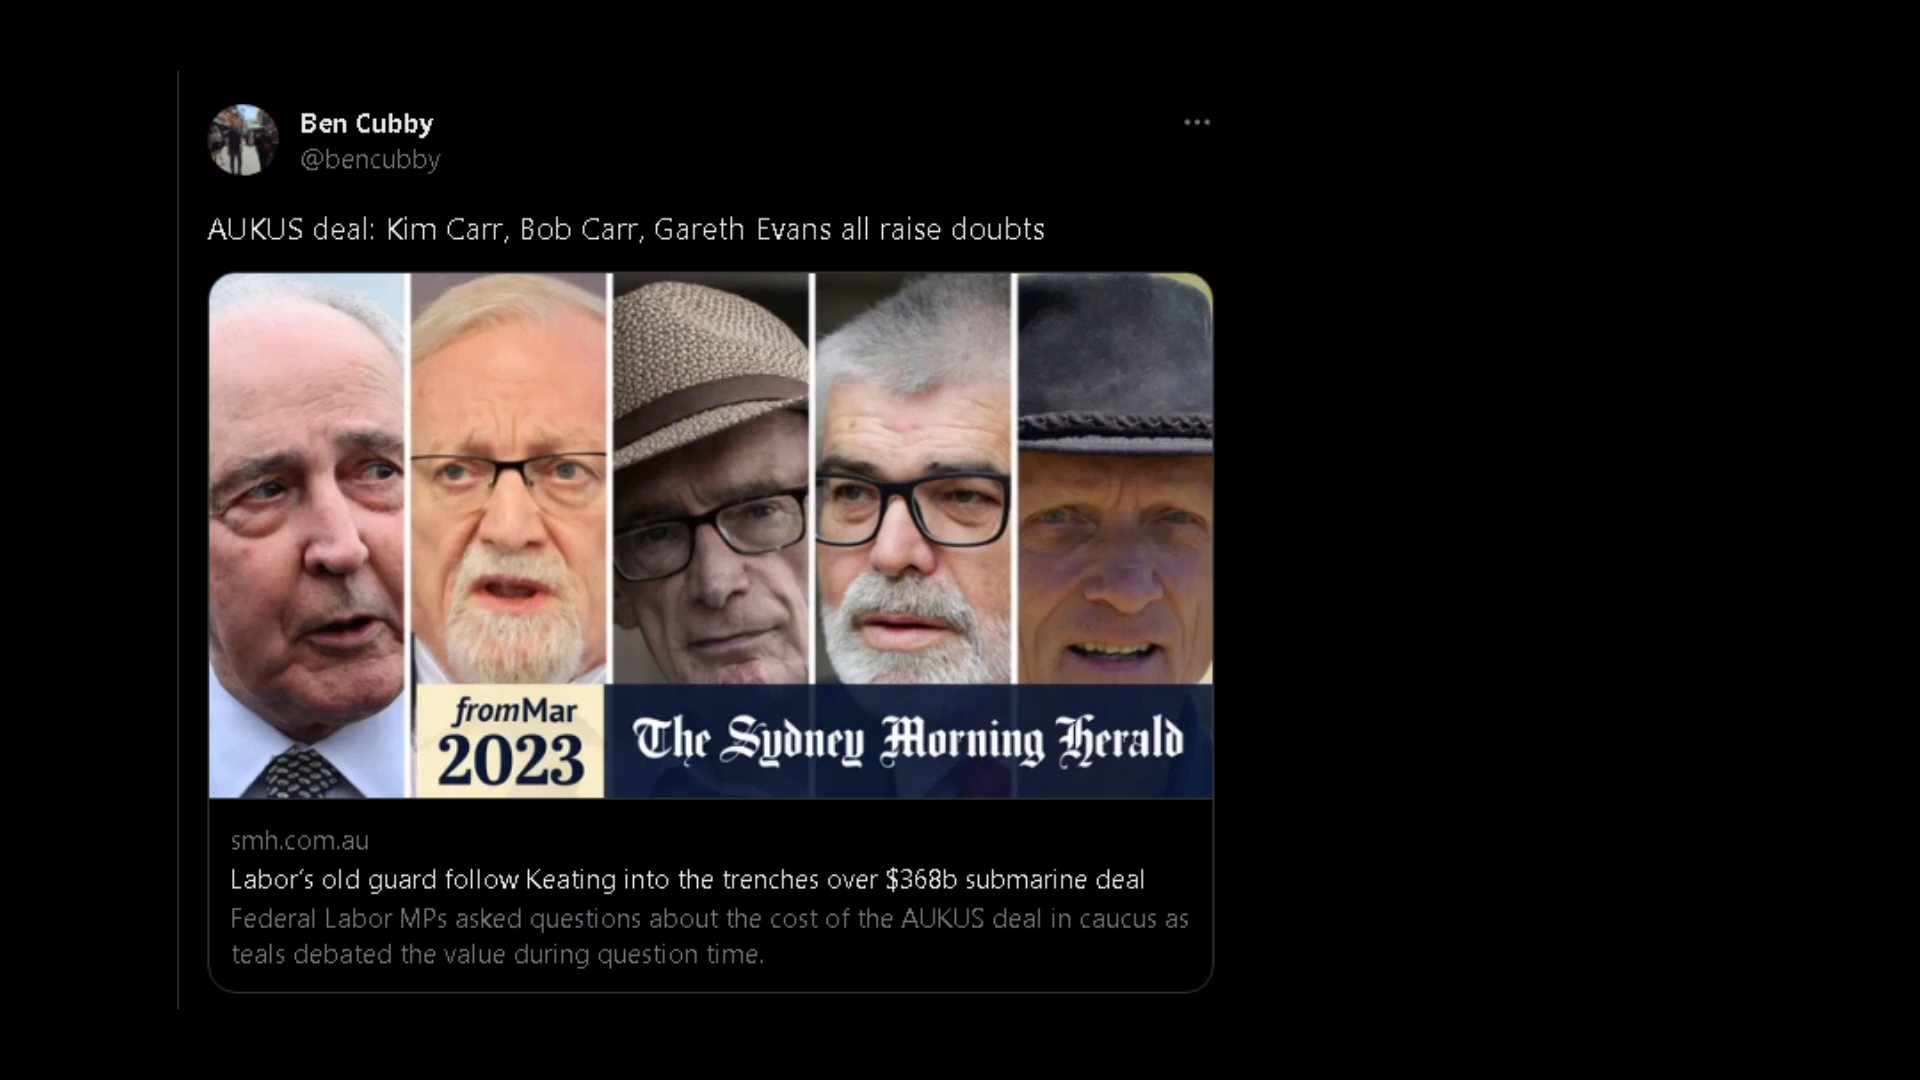 Ben Cubby
@bencubby
AUKUS deal: Kim Carr, Bob Carr, Gareth Evans all raise doubts
fromMar
2023
The Sydney Morning Herald
smh.com.au
Labor's old guard follow Keating into the trenches over $368b submarine deal
Federal Labor MPs asked questions about the cost of the AUKUS deal in caucus as
teals debated the value during question time.